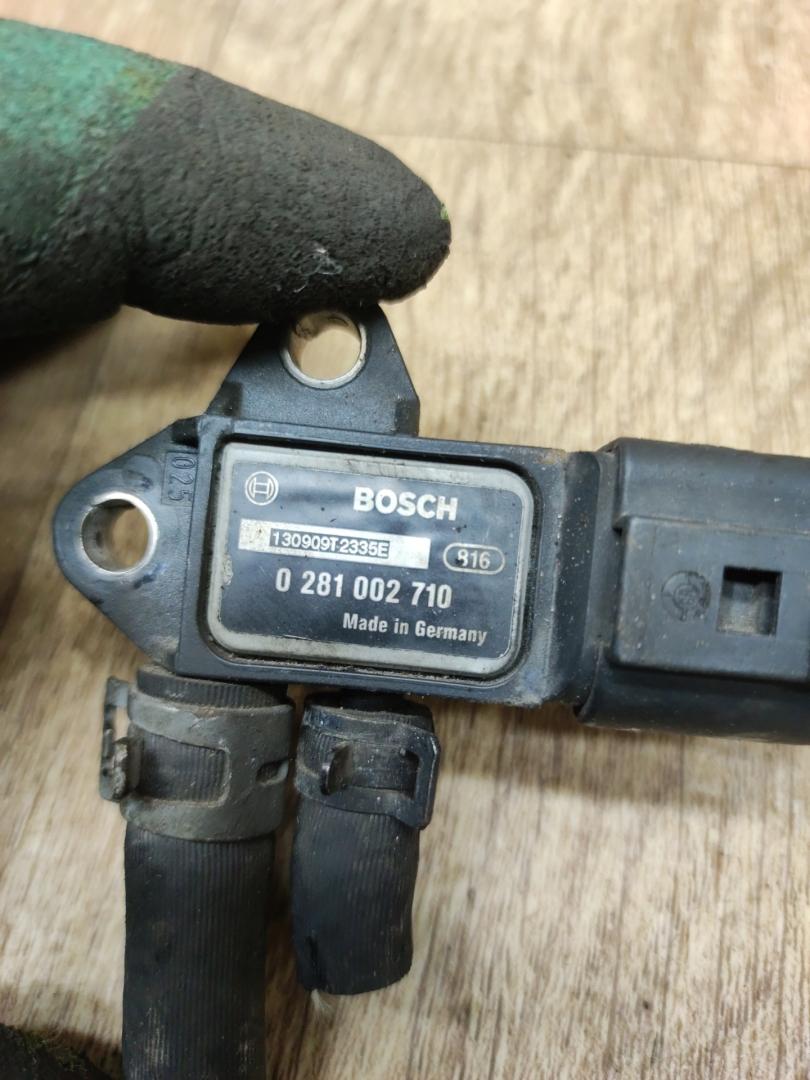 025
BOSCH
130909T2335E
816
0 281 002 710
Made in Germany